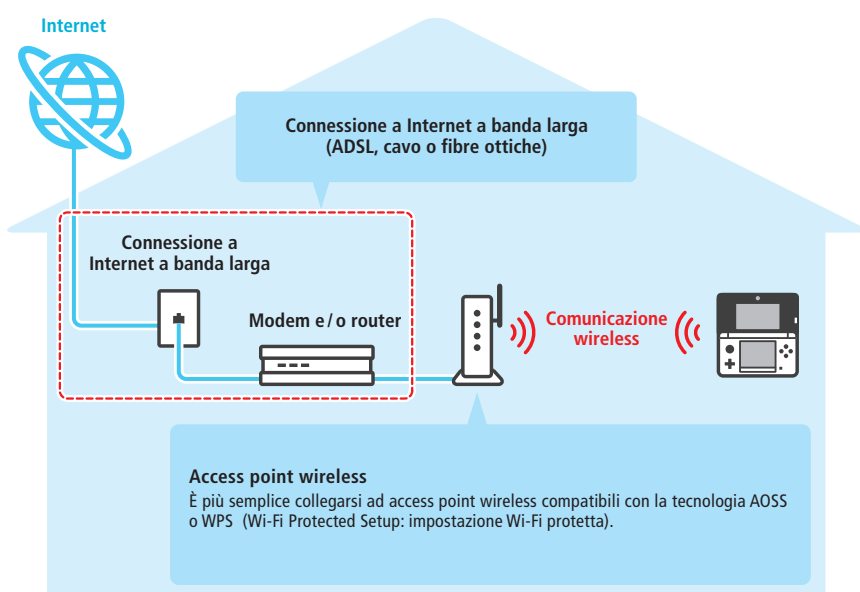 Internet
Connessione a Internet a banda larga
(ADSL, cavo o fibre ottiche)
Connessione a
Internet a banda larga
Modem e/o router
Comunicazione
wireless
Access point wireless
È più semplice collegarsi ad access point wireless compatibili con la tecnologia AOSS
o WPS (Wi-Fi Protected Setup: impostazione Wi-Fi protetta).